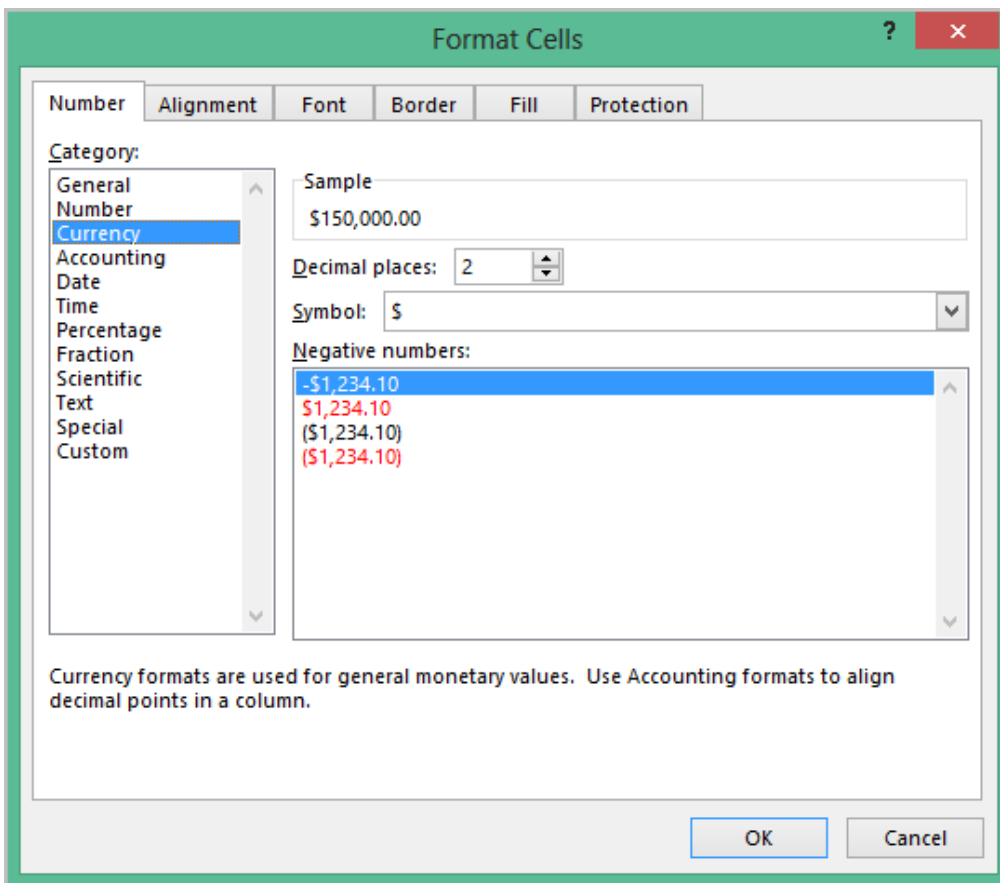 Format Cells
?
Number Alignment Font Border Fill Protection
Category:
General
Number
Currency
Accounting
Date
Time
Percentage
Fraction
Scientific
Text
Special
Custom
Sample
$150,000.00
Decimal places: 2
Symbol: $
Negative numbers:
-$1,234.10
$1,234.10
($1,234.10)
($1,234.10)
Currency formats are used for general monetary values.  Use Accounting formats to align
decimal points in a column.
OK Cancel